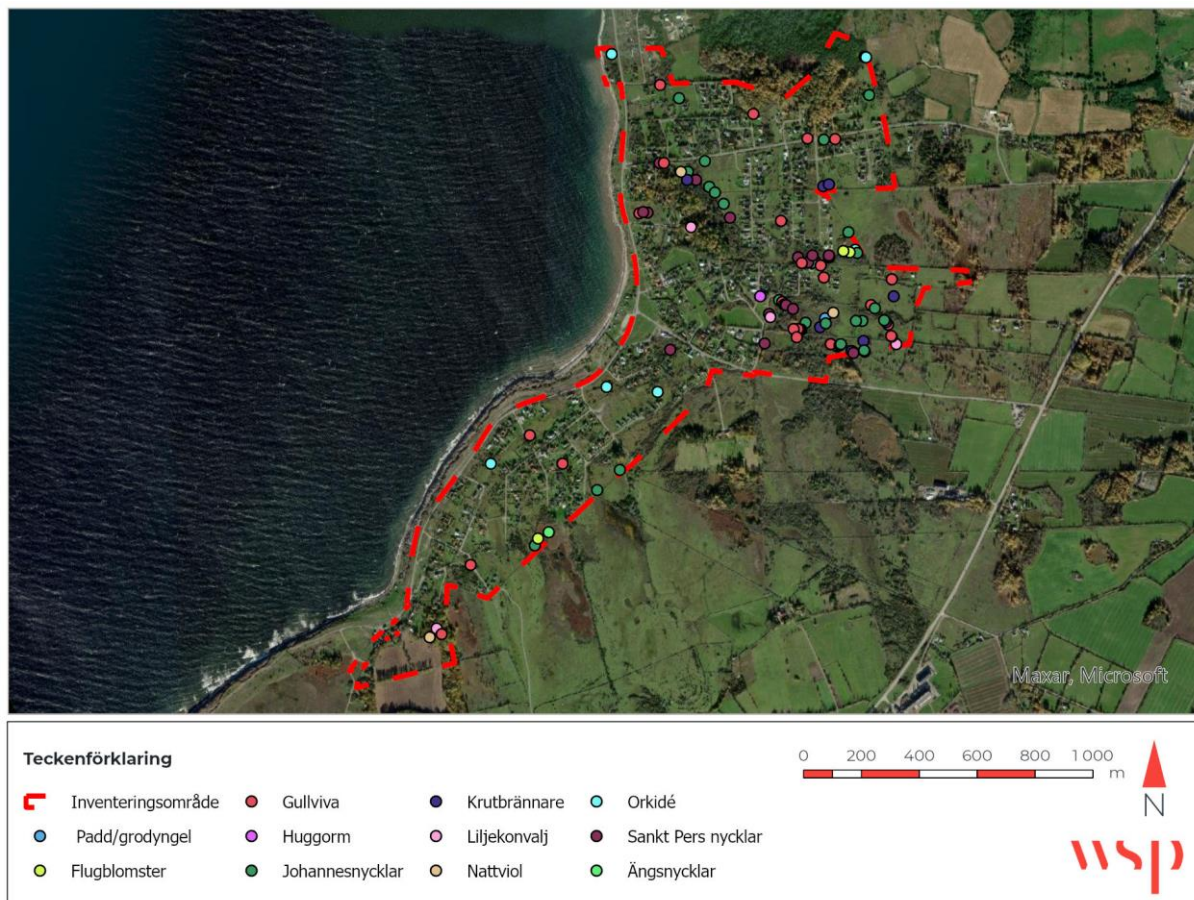 Maxar, Microsoft
Teckenförklaring
Inventeringsområde
Gullviva
Krutbrännare
Orkidé
Padd/grodyngel
Huggorm
Liljekonvalj
Sankt Pers nycklar
Flugblomster
Johannesnycklar
Nattviol
Ängsnycklar
0 200 400 600 800 1 000
m
N
wsp